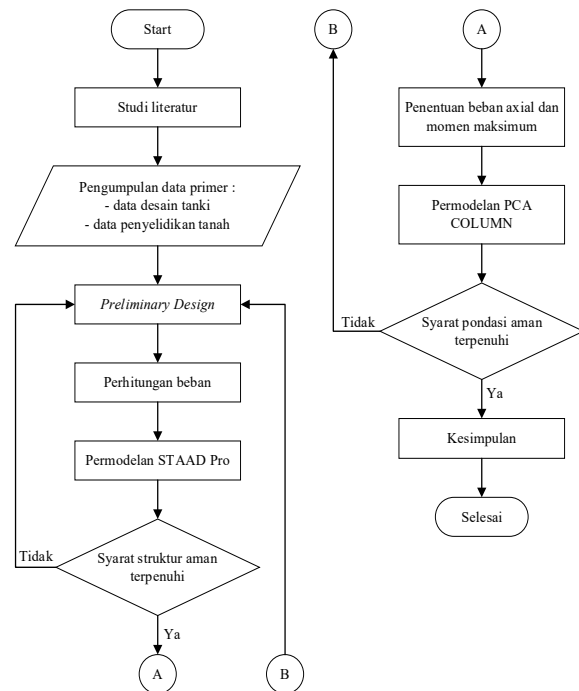 Start
Studi literatur
Pengumpulan data primer :
- data desain tanki
- data penyelidikan tanah
Preliminary Design
Perhitungan beban
Permodelan STAAD Pro
Tidak
Syarat struktur aman
terpenuhi
Ya
A
B
B
A
Penentuan beban axial dan
momen maksimum
Permodelan PCA
COLUMN
Tidak
Syarat pondasi aman
terpenuhi
Ya
Kesimpulan
Selesai